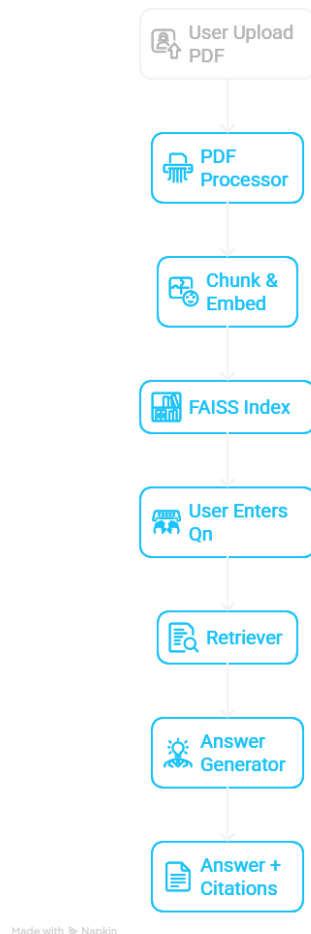 User Upload
PDF
PDF
Processor
Chunk &
Embed
FAISS Index
User Enters
Qn
Retriever
Answer
Generator
Answer +
Citations
Made with Napkin